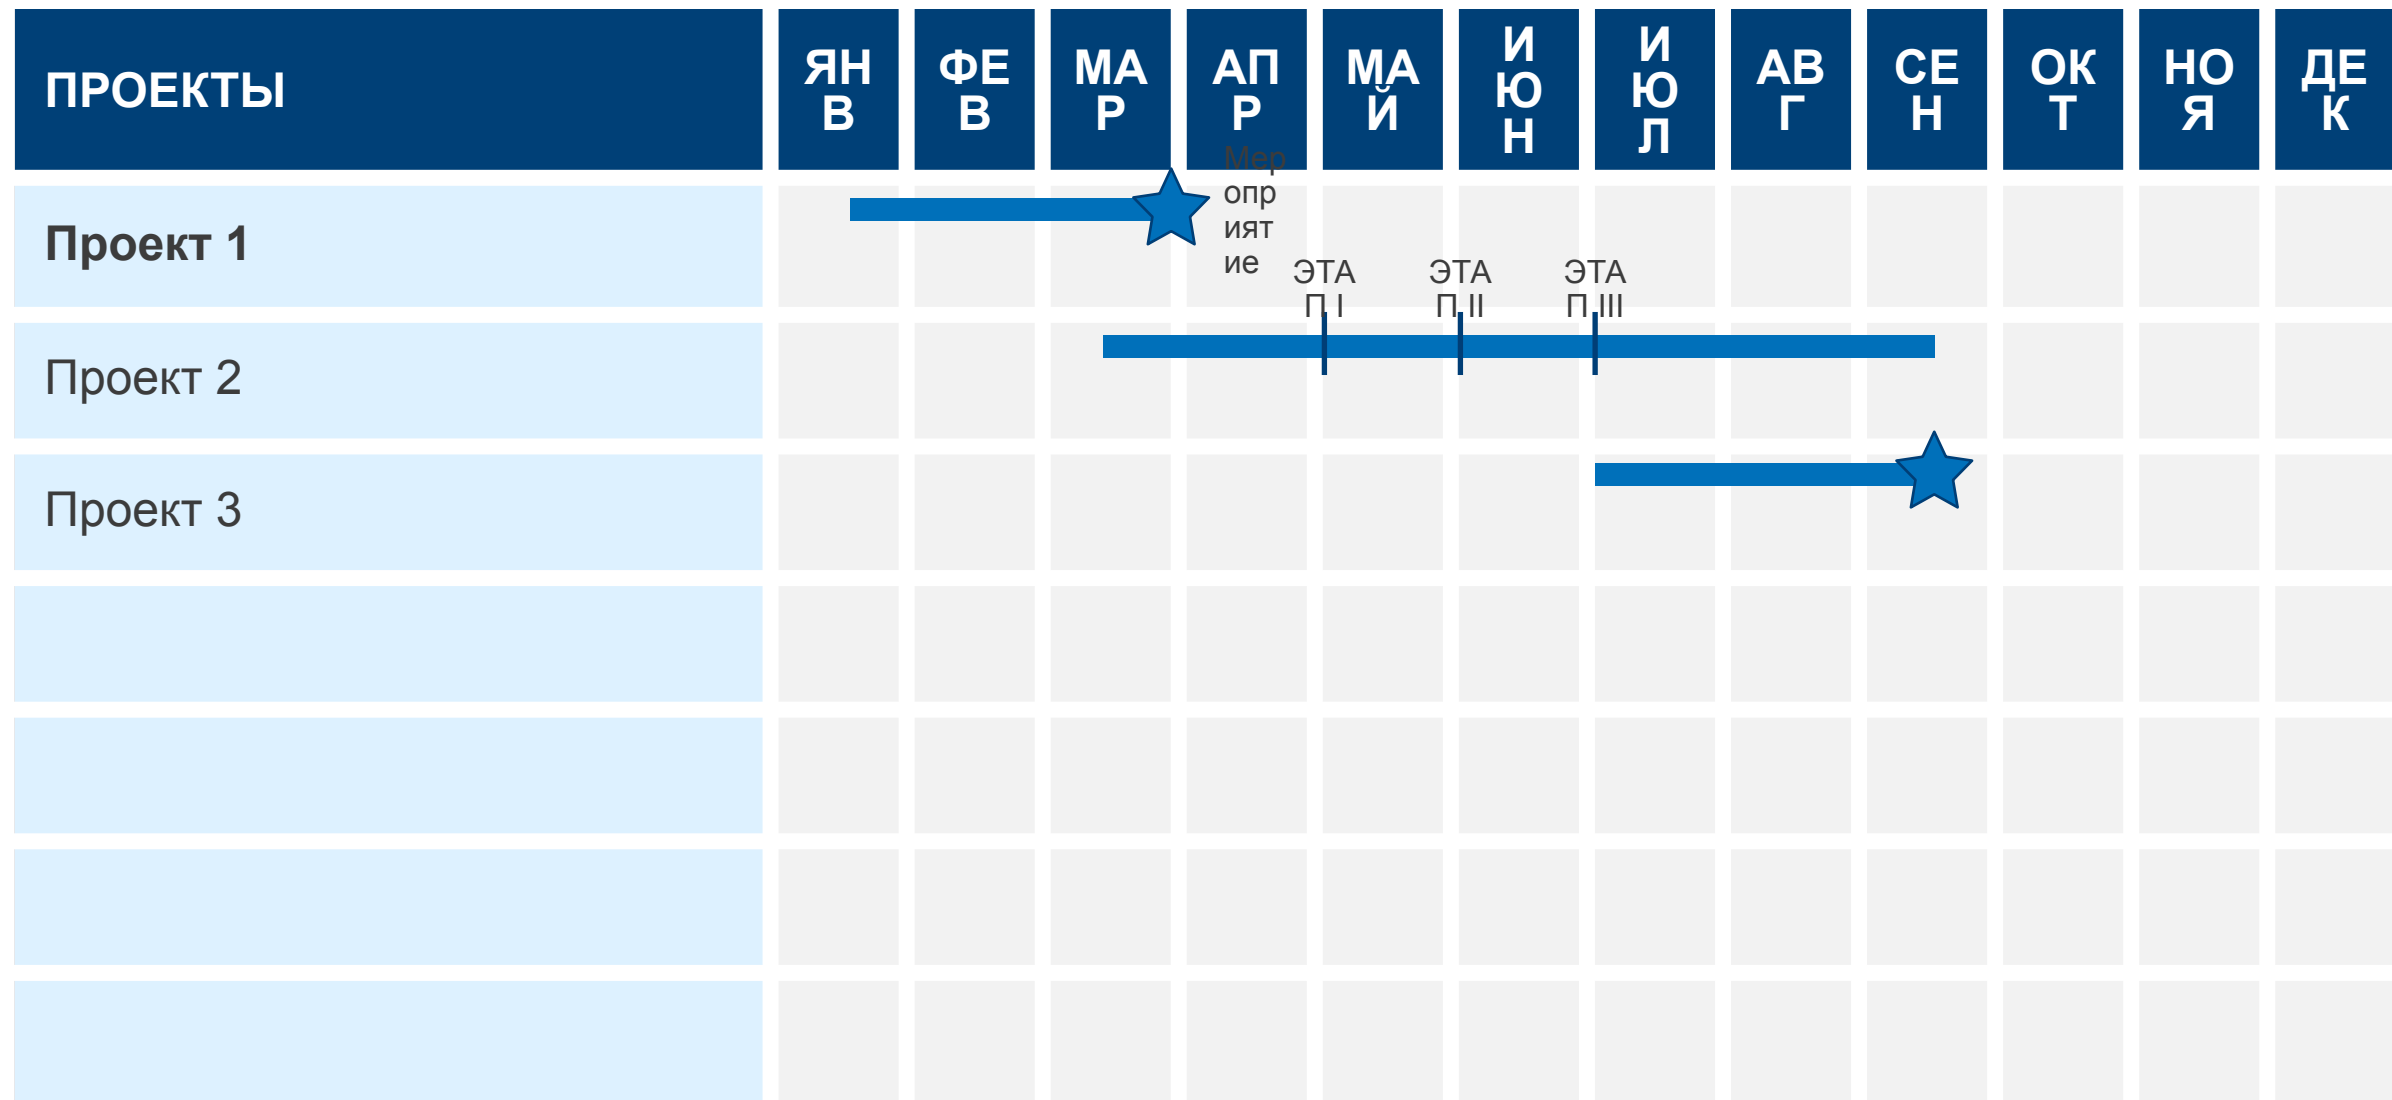 ПРОЕКТЫ
ЯН
В
ФЕ
В
МА
Р
АП
Р
МА
Й
И
Ю
Н
И
Ю
Л
АВ
Г
СЕ
Н
ОК
Т
НО
Я
ДЕ
К
Проект 1
Мер
опр
ият
ие
ЭТА
П I
ЭТА
П II
ЭТА
П III
Проект 2
Проект 3